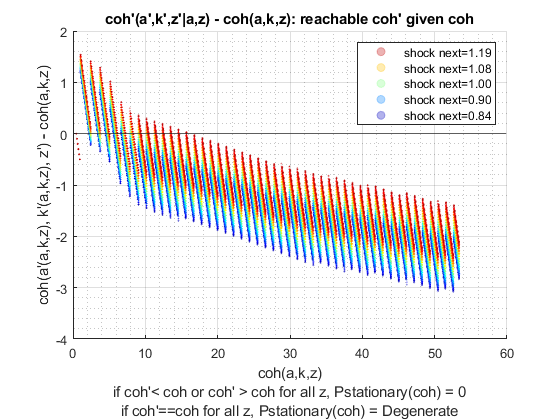 coh'(a',k',z'|a,z) - coh(a,k,z): reachable coh' given coh
2
1
0
-1
-2
-3
-4
coh(a'(a,k,z), k'(a,k,z), z') - coh(a,k,z)
shock next=1.19
shock next=1.08
shock next=1.00
shock next=0.90
shock next=0.84
0
10
20
30
40
50
60
coh(a,k,z)
if coh'< coh or coh' > coh for all z, Pstationary(coh) = 0
if coh'==coh for all z, Pstationary(coh) = Degenerate